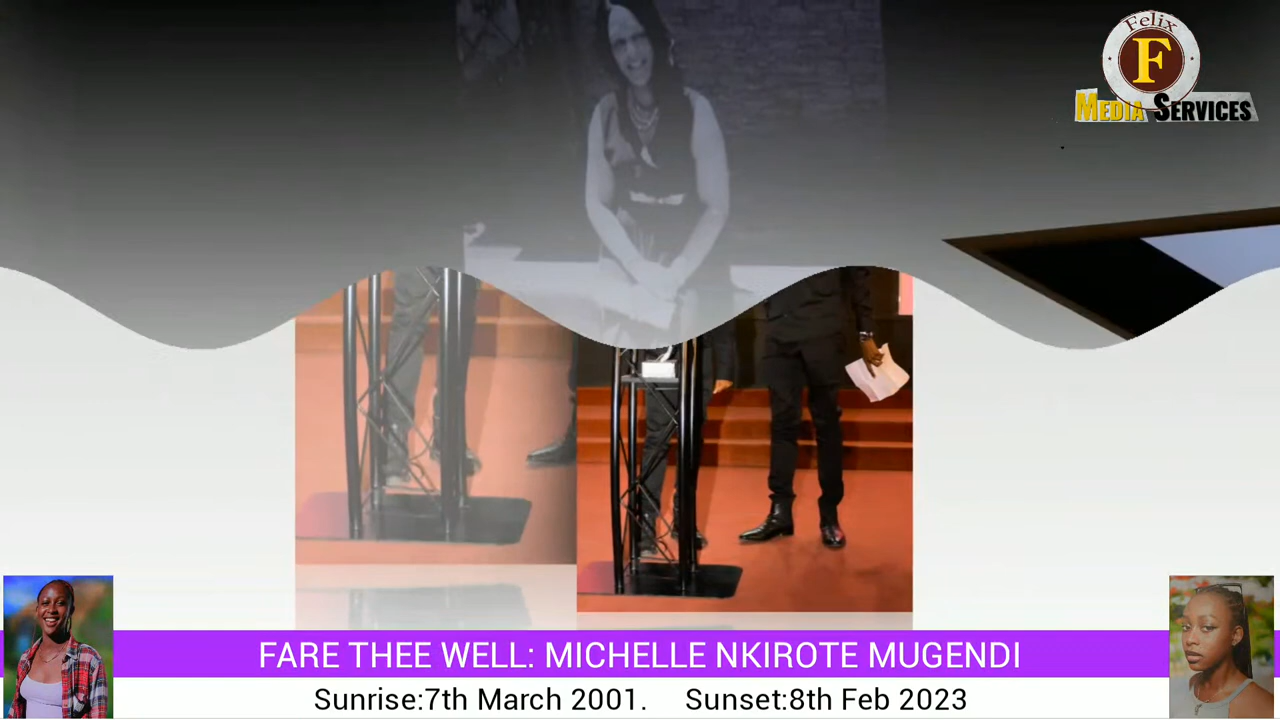 Felix
F
MEDIA SERVICES
FARE THEE WELL: MICHELLE NKIROTE MUGENDI
Sunrise:7th March 2001. Sunset:8th Feb 2023